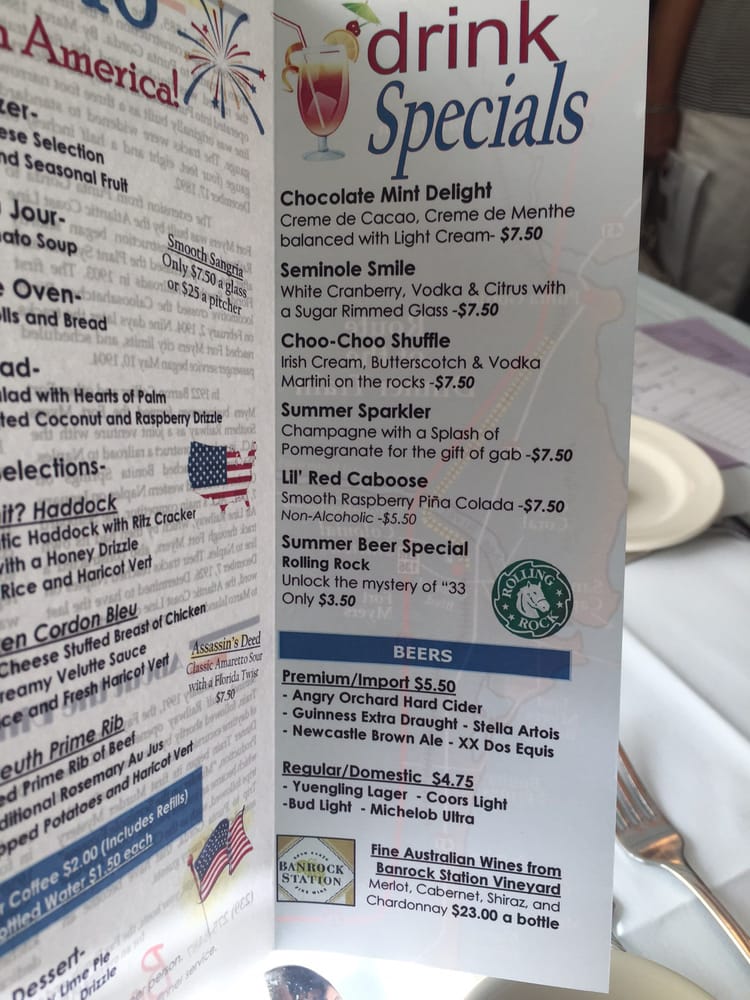 n America!
zer-
ese Selection
nd Seasonal Fruit
Jour-
ato Soup
Smooth Sangria
Only $7.50 a glass
or $25 a pitcher
e Oven-
olls and Bread
ad-
alad with Hearts of Palm
ted Coconut and Raspberry Drizzle
elections-
it? Haddock
tic Haddock with Ritz Cracker
with a Honey Drizzle
Rice and Haricot Vert
en Cordon Bleu
Cheese Stuffed Breast of Chicken
reamy Velutte Sauce
ice and Fresh Haricot Vert
Assassin's Deed
Classic Amaretto Sour
with a Florida Twist
$7.50
euth Prime Rib
ed Prime Rib of Beef
ditional Rosemary Au Jus
pped Potatoes and Haricot Vert
r Coffee $2.00 (Includes Refills)
ottled Water $1.50 each
Dessert-
y Lime Pie
Drizzle
drink
Specials
Chocolate Mint Delight
Creme de Cacao, Creme de Menthe
balanced with Light Cream- $7.50
Seminole Smile
White Cranberry, Vodka & Citrus with
a Sugar Rimmed Glass -$7.50
Choo-Choo Shuffle
Irish Cream, Butterscotch & Vodka
Martini on the rocks -$7.50
Summer Sparkler
Champagne with a Splash of
Pomegranate for the gift of gab -$7.50
Lil' Red Caboose
Smooth Raspberry Piña Colada -$7.50
Non-Alcoholic -$5.50
Summer Beer Special
Rolling Rock
Unlock the mystery of "33
Only $3.50
ROLLING
ROCK
BEERS
Premium/Import $5.50
- Angry Orchard Hard Cider
- Guinness Extra Draught - Stella Artois
- Newcastle Brown Ale - XX Dos Equis
Regular/Domestic $4.75
- Yuengling Lager - Coors Light
-Bud Light - Michelob Ultra
BANROCK
STATION
Fine Australian Wines from
Banrock Station Vineyard
Merlot, Cabernet, Shiraz, and
Chardonnay $23.00 a bottle